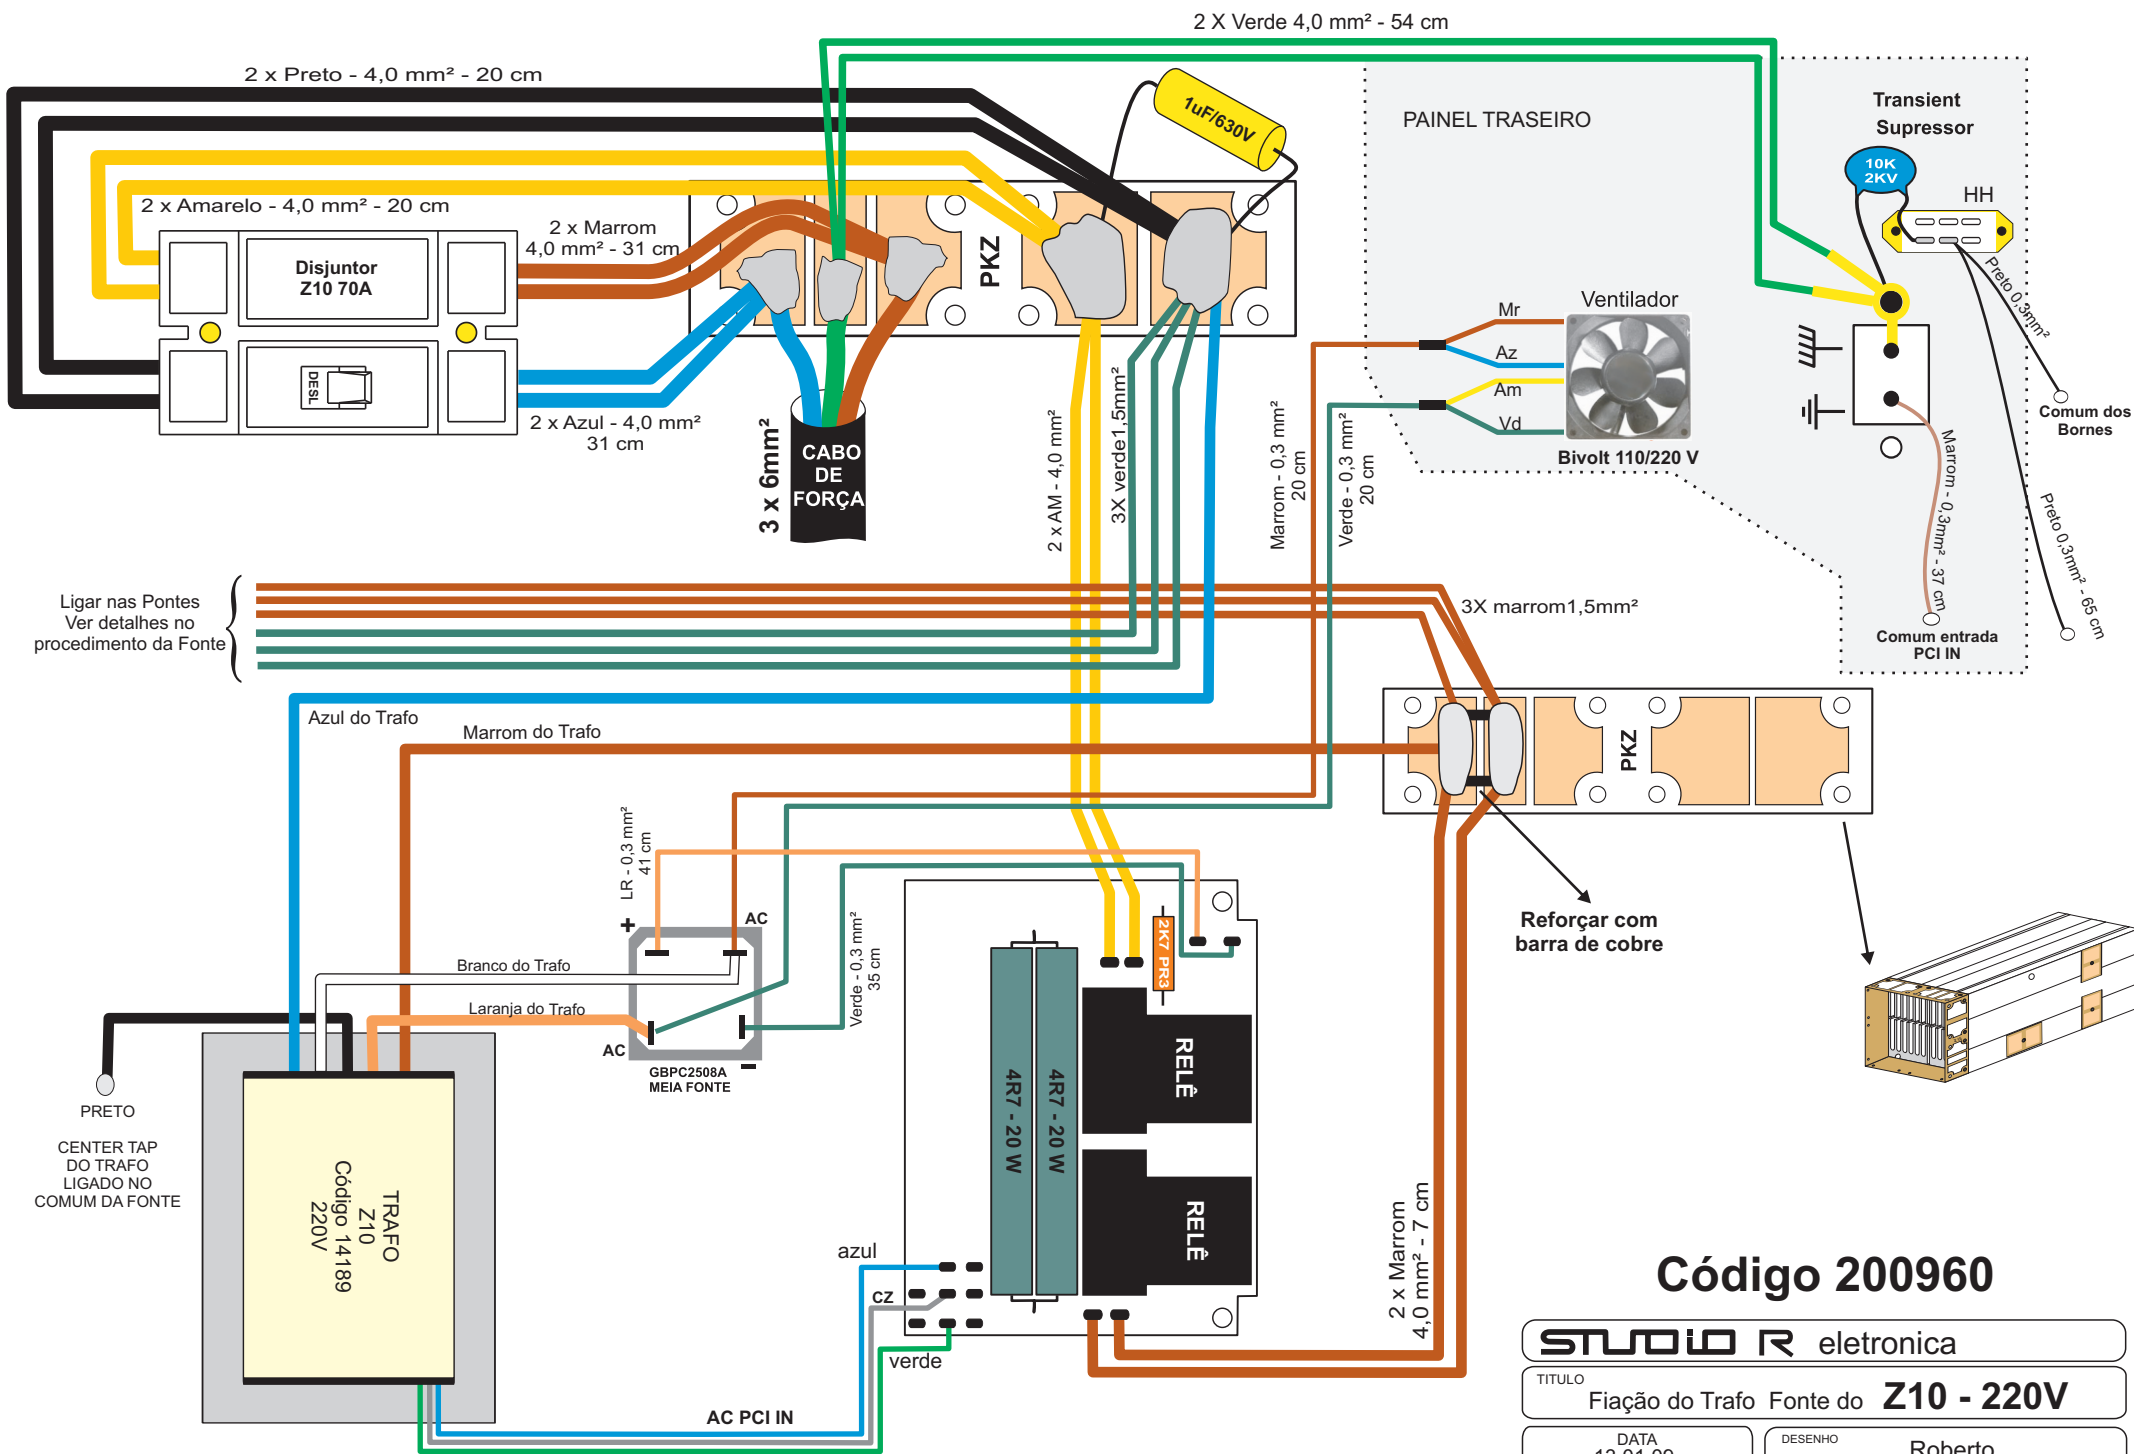 2 X Verde 4,0 mm² - 54 cm
2 x Preto - 4,0 mm² - 20 cm
1uF/630V
PAINEL TRASEIRO
Transient
Supressor
10K
2KV
HH
2 x Amarelo - 4,0 mm² - 20 cm
2 x Marrom
4,0 mm² - 31 cm
Disjuntor
Z10 70A
PKZ
DESL
2 x Azul - 4,0 mm²
31 cm
3 x 6mm²
CABO
DE
FORÇA
2 x AM - 4,0 mm²
3X verde1,5mm²
Marrom - 0,3 mm²
20 cm
Verde - 0,3 mm²
20 cm
Mr
Az
Am
Vd
Ventilador
Bivolt 110/220 V
Preto 0,3mm²
Comum dos
Bornes
Marrom - 0,3mm² - 37 cm
Preto 0,3mm² - 65 cm
Comum entrada
PCI IN
Ligar nas Pontes
Ver detalhes no
procedimento da Fonte
3X marrom1,5mm²
Azul do Trafo
Marrom do Trafo
PKZ
LR - 0,3 mm²
41 cm
+
AC
Branco do Trafo
Laranja do Trafo
AC
GBPC2508A
MEIA FONTE
Verde - 0,3 mm²
35 cm
2K7 PR3
Reforçar com
barra de cobre
PRETO
CENTER TAP
DO TRAFO
LIGADO NO
COMUM DA FONTE
TRAFO
Z10
Código 14189
220V
4R7 - 20 W
4R7 - 20 W
RELÊ
RELÊ
azul
CZ
verde
AC PCI IN
2 x Marrom
4,0 mm² - 7 cm
Código 200960
STUDIO R eletronica
TITULO
Fiação do Trafo Fonte do Z10 - 220V
DATA
13-01-09
DESENHO
Roberto